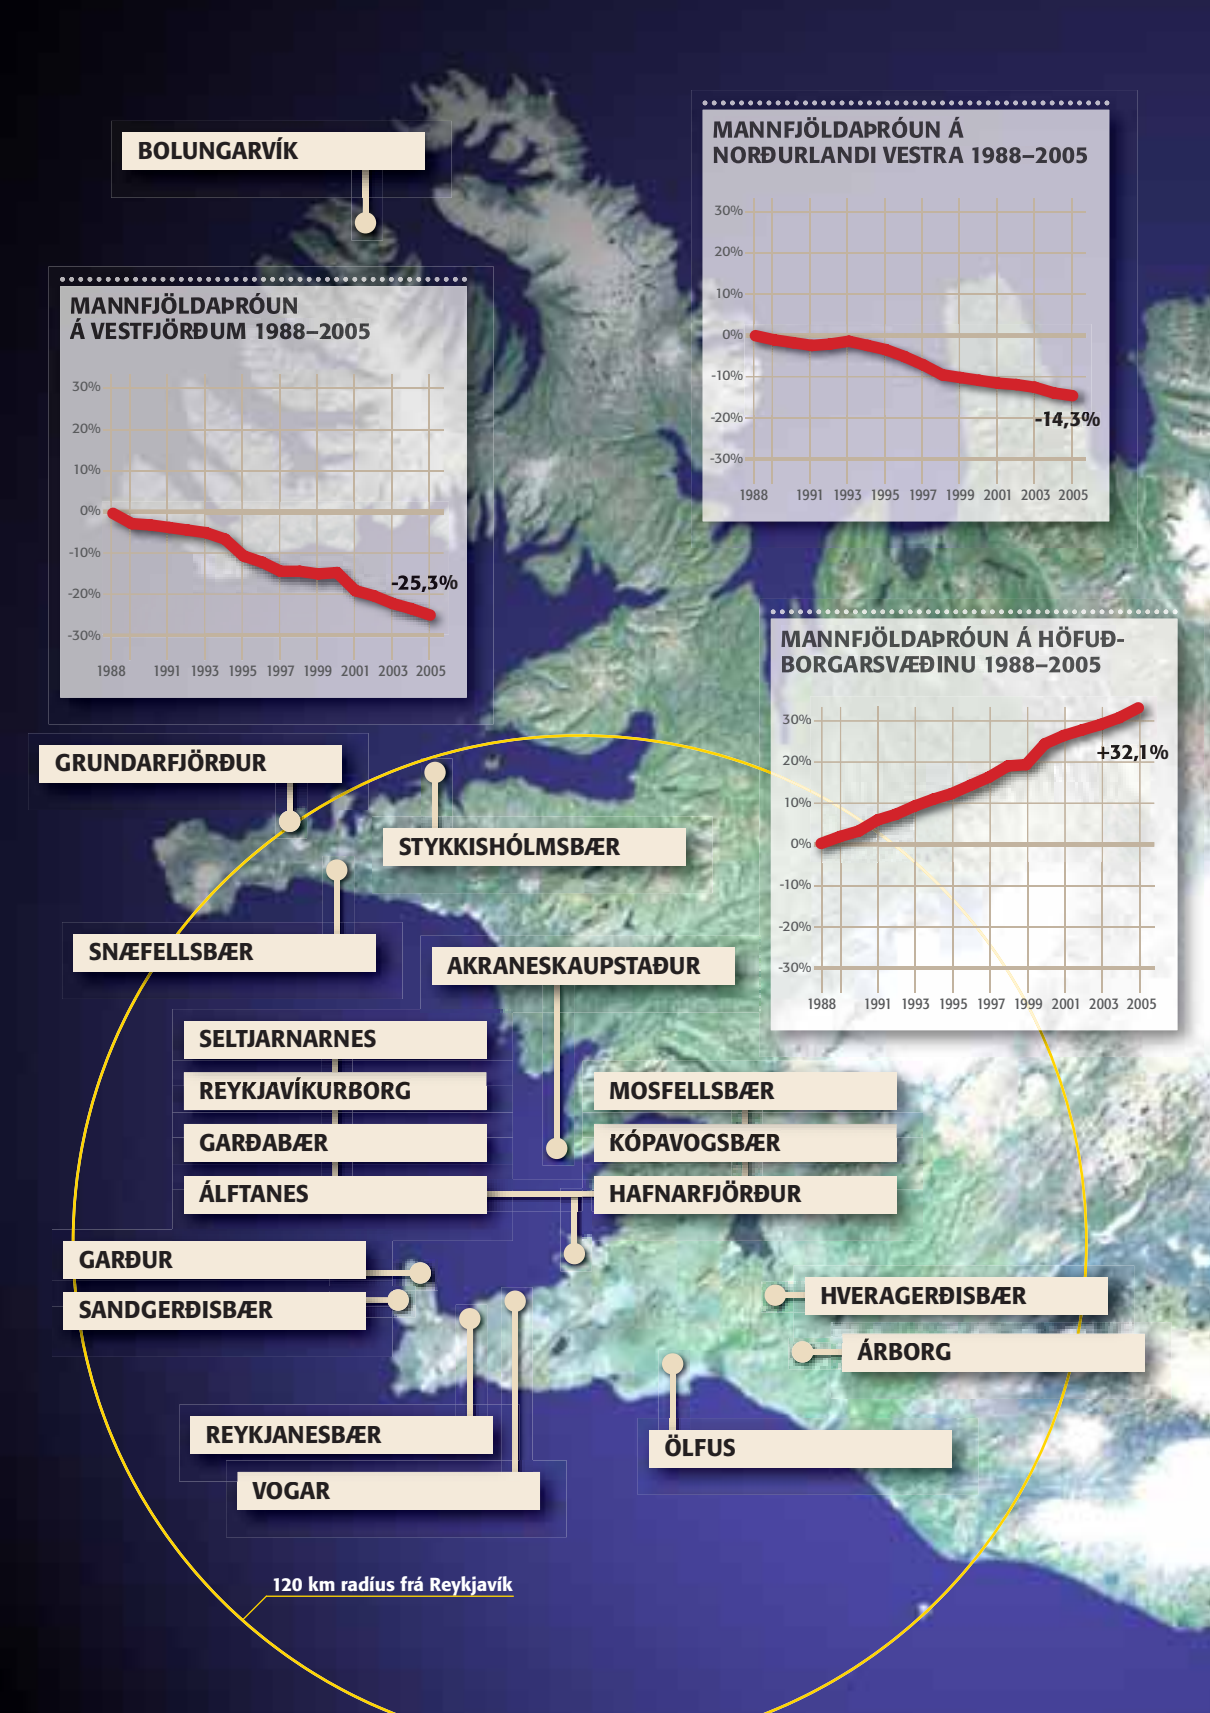 BOLUNGARVÍK
MANNFJÖLDAÞRÓUN Á
NORÐURLANDI VESTRA 1988–2005
30%
20%
10%
0%
-10%
-20%
-30%
-14,3%
1988 1991 1993 1995 1997 1999 2001 2003 2005
MANNFJÖLDAÞRÓUN
Á VESTFJÖRÐUM 1988–2005
30%
20%
10%
0%
-10%
-20%
-30%
-25,3%
1988 1991 1993 1995 1997 1999 2001 2003 2005
MANNFJÖLDAÞRÓUN Á HÖFUÐ-
BORGARSVÆÐINU 1988–2005
30%
20%
10%
0%
-10%
-20%
-30%
+32,1%
1988 1991 1993 1995 1997 1999 2001 2003 2005
GRUNDARFJÖRÐUR
STYKKISHÓLMSBÆR
SNÆFELLSBÆR
AKRANESKAUPSTAÐUR
SELTJARNARNES
REYKJAVÍKURBORG
GARÐABÆR
ÁLFTANES
MOSFELLSBÆR
KÓPAVOGSBÆR
HAFNARFJÖRÐUR
GARÐUR
SANDGERÐISBÆR
HVERAGERÐISBÆR
ÁRBORG
REYKJANESBÆR
ÖLFUS
VOGAR
120 km radíus frá Reykjavík